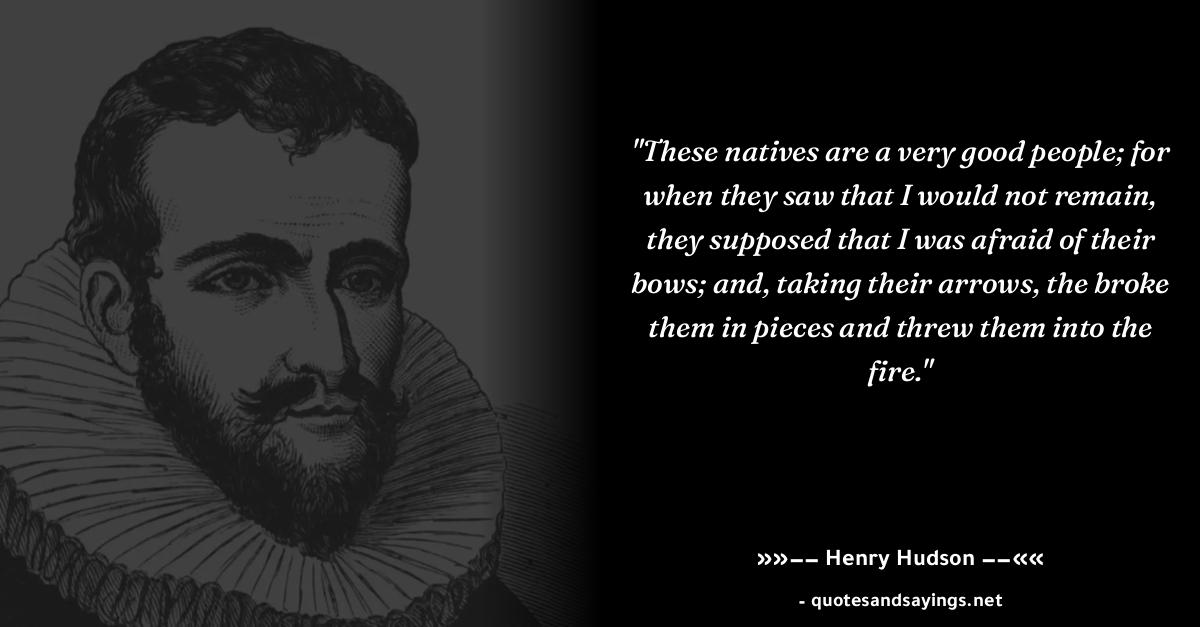 "These natives are a very good people; for
when they saw that I would not remain,
they supposed that I was afraid of their
bows; and, taking their arrows, the broke
them in pieces and threw them into the
fire."
»»–– Henry Hudson ––««
- quotesandsayings.net